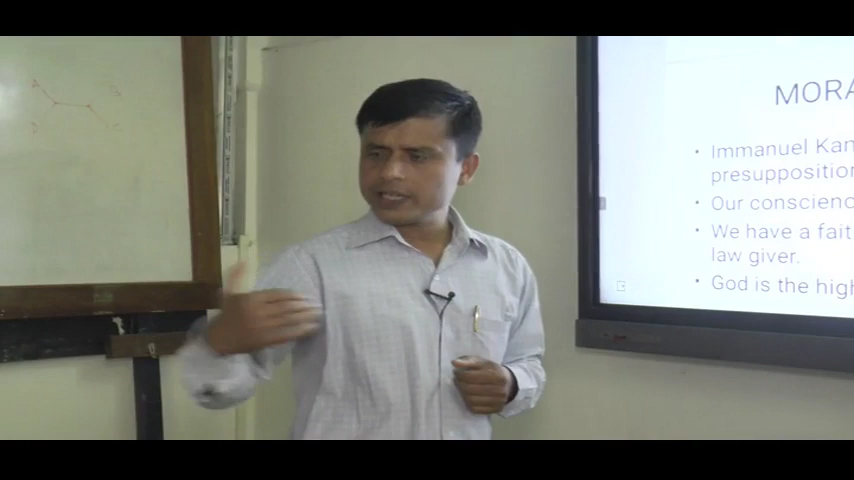 A
B
D
C
MORA
• Immanuel Kan
presupposition
• Our conscienc
• We have a fait
law giver.
• God is the high